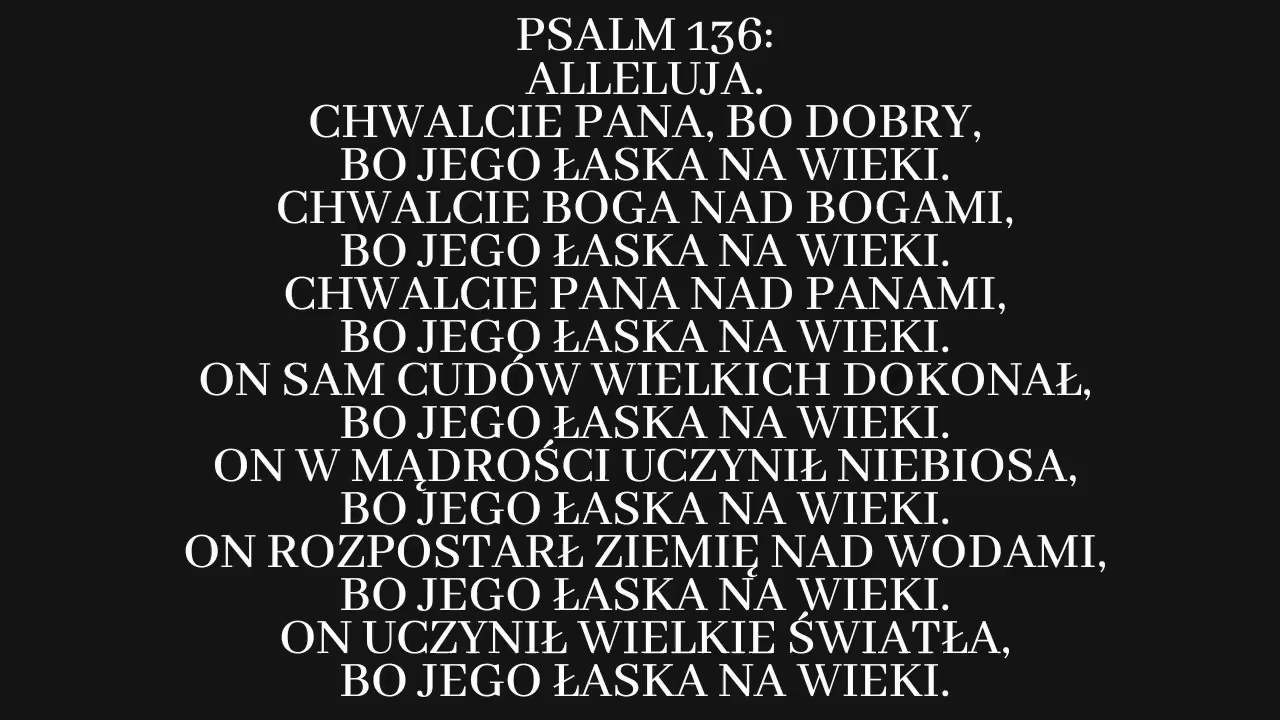 PSALM 136:
ALLELUJA.
CHWALCIE PANA, BO DOBRY,
BO JEGO ŁASKA NA WIEKI.
CHWALCIE BOGA NAD BOGAMI,
BO JEGO ŁASKA NA WIEKI.
CHWALCIE PANA NAD PANAMI,
BO JEGO ŁASKA NA WIEKI.
ON SAM CUDÓW WIELKICH DOKONAŁ,
BO JEGO ŁASKA NA WIEKI.
ON W MĄDROŚCI UCZYNIŁ NIEBIOSA,
BO JEGO ŁASKA NA WIEKI.
ON ROZPOSTARŁ ZIEMIĘ NAD WODAMI,
BO JEGO ŁASKA NA WIEKI.
ON UCZYNIŁ WIELKIE ŚWIATŁA,
BO JEGO ŁASKA NA WIEKI.